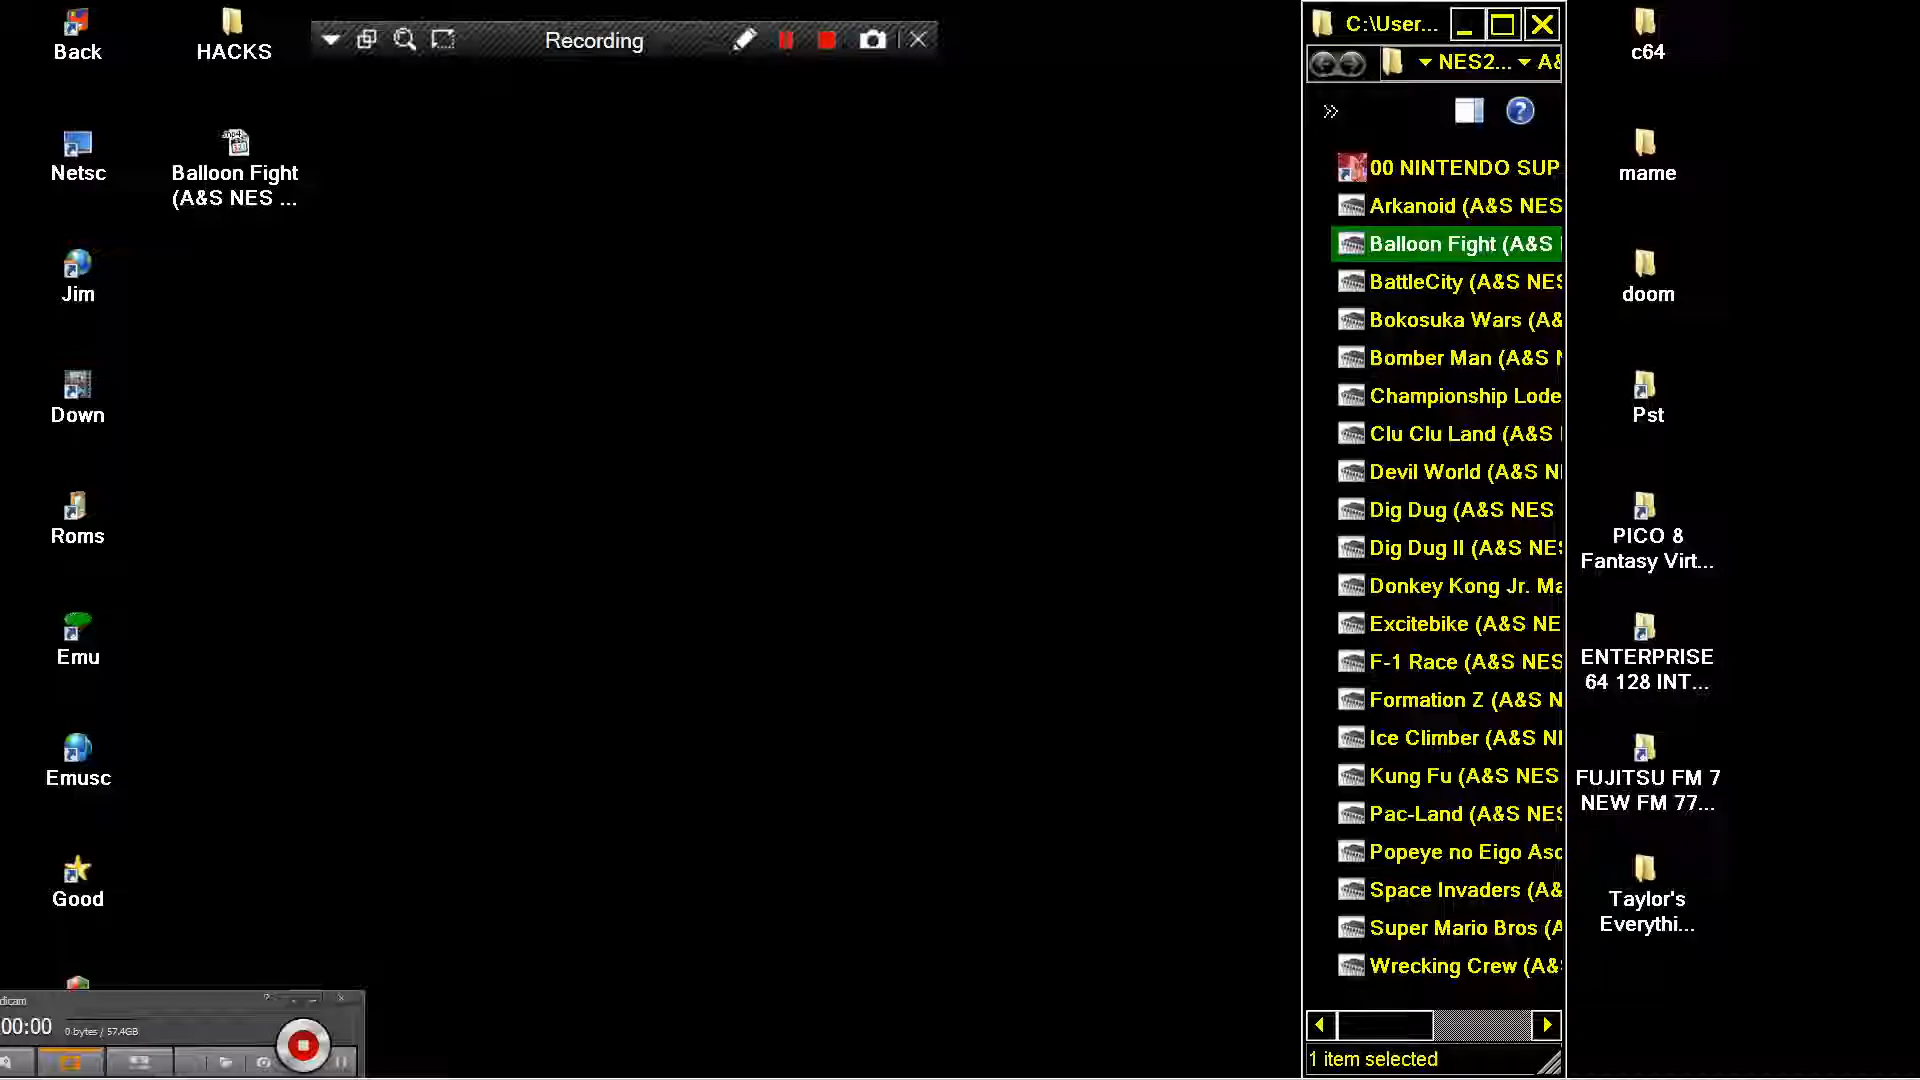 Back
HACKS
Recording
Netsc
Balloon Fight
(A&S NES ...
Jim
Down
Roms
Emu
Emusc
Good
dicam
00:00
0 bytes / 57.4GB
C:\User...
NES2...
A&
00 NINTENDO SUP
Arkanoid (A&S NES
Balloon Fight (A&S
BattleCity (A&S NES
Bokosuka Wars (A&
Bomber Man (A&S N
Championship Lode
Clu Clu Land (A&S
Devil World (A&S N
Dig Dug (A&S NES
Dig Dug II (A&S NES
Donkey Kong Jr. Ma
Excitebike (A&S NE
F-1 Race (A&S NES
Formation Z (A&S N
Ice Climber (A&S N
Kung Fu (A&S NES
Pac-Land (A&S NES
Popeye no Eigo Aso
Space Invaders (A&
Super Mario Bros (A
Wrecking Crew (A&
1 item selected
c64
mame
doom
Pst
PICO 8
Fantasy Virt...
ENTERPRISE
64 128 INT...
FUJITSU FM 7
NEW FM 77...
Taylor's
Everythi...